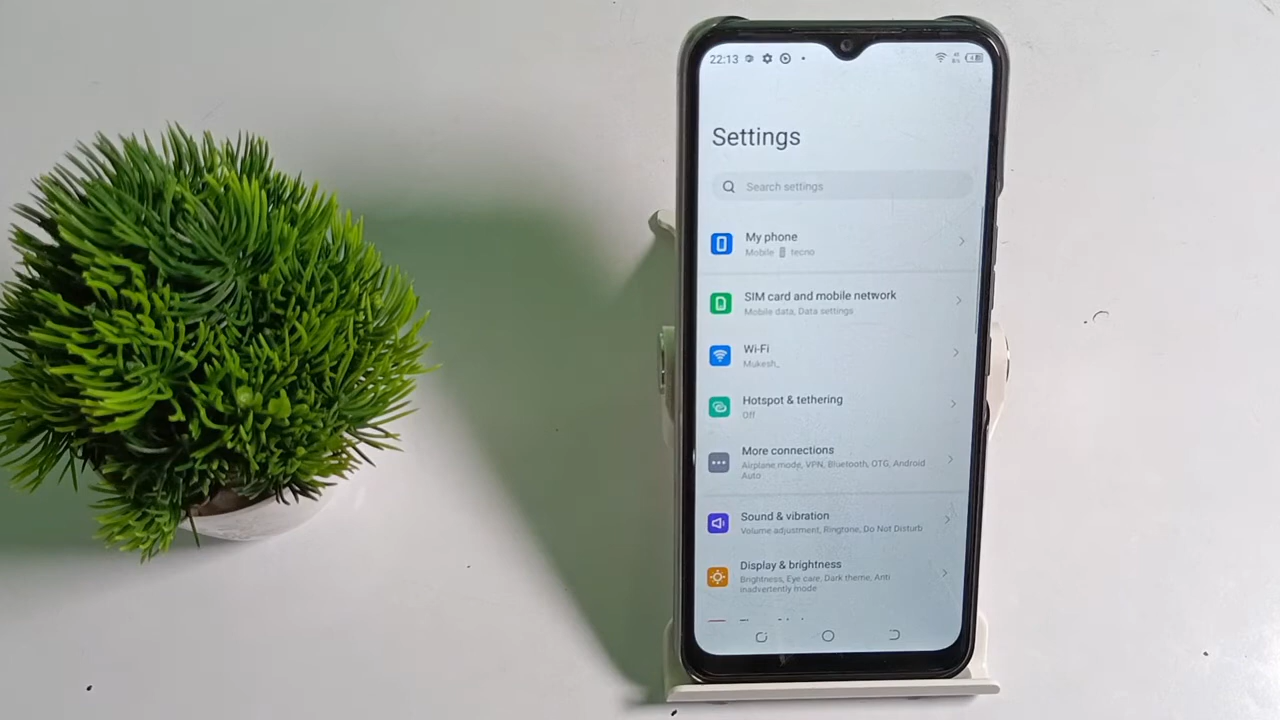 22:13
Settings
Search settings
My phone
Mobile 📱 tecno
SIM card and mobile network
Mobile data, Data settings
Wi-Fi
Mukesh_
Hotspot & tethering
Off
More connections
Airplane mode, VPN, Bluetooth, OTG, Android
Auto
Sound & vibration
Volume adjustment, Ringtone, Do Not Disturb
Display & brightness
Brightness, Eye care, Dark theme, Anti
inadvertently mode